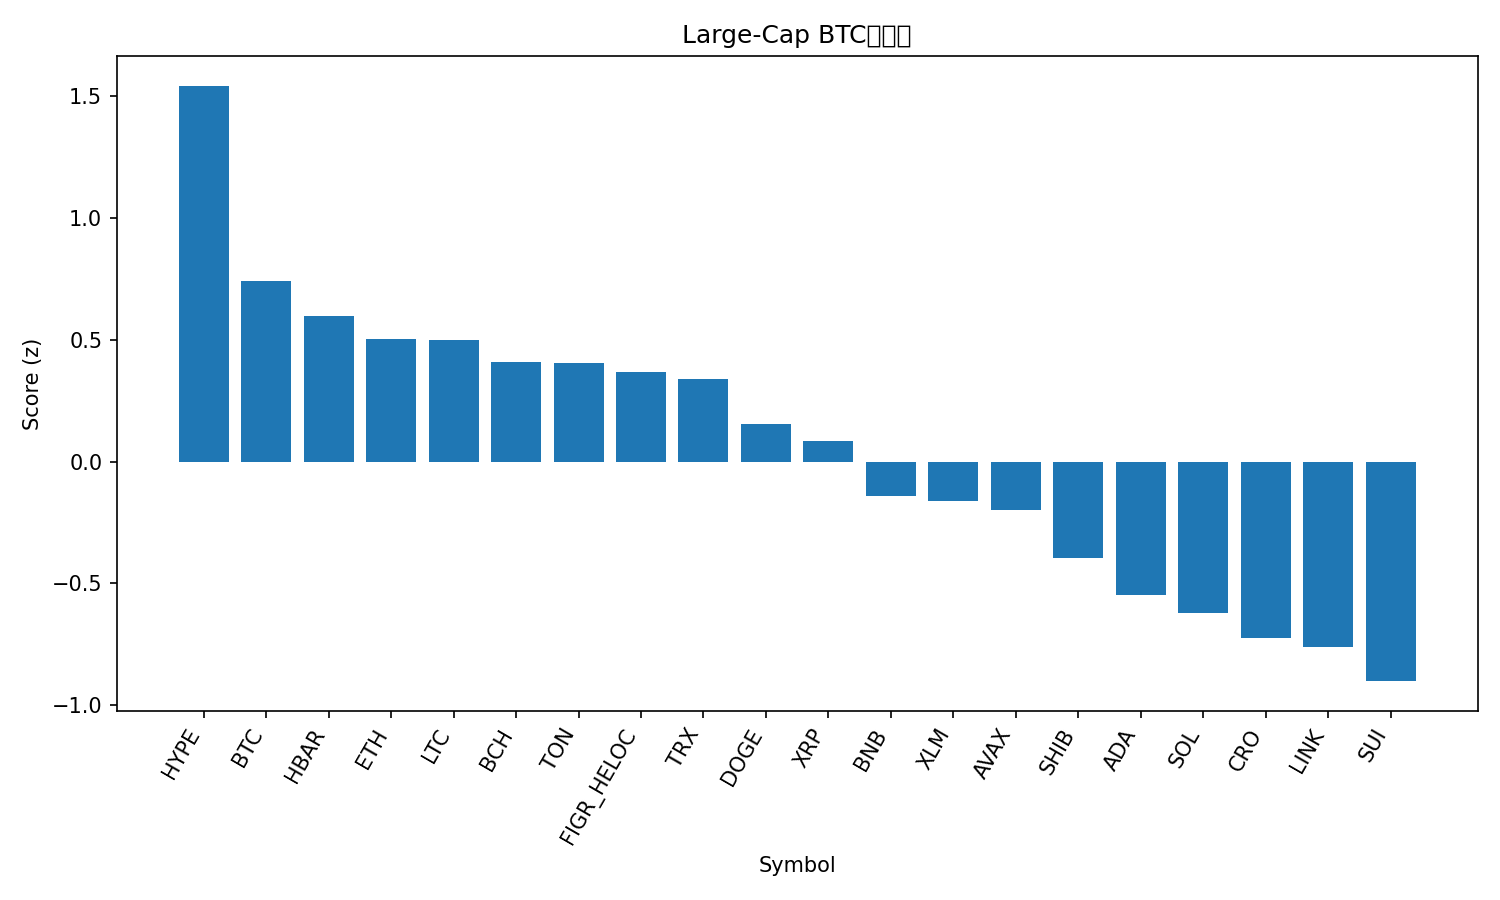 Large-Cap BTC
Score (z)
1.5
1.0
0.5
0.0
−0.5
−1.0
HYPE
BTC
HBAR
ETH
LTC
BCH
TON
FIGR_HELOC
TRX
DOGE
XRP
BNB
XLM
AVAX
SHIB
ADA
SOL
CRO
LINK
SUI
Symbol